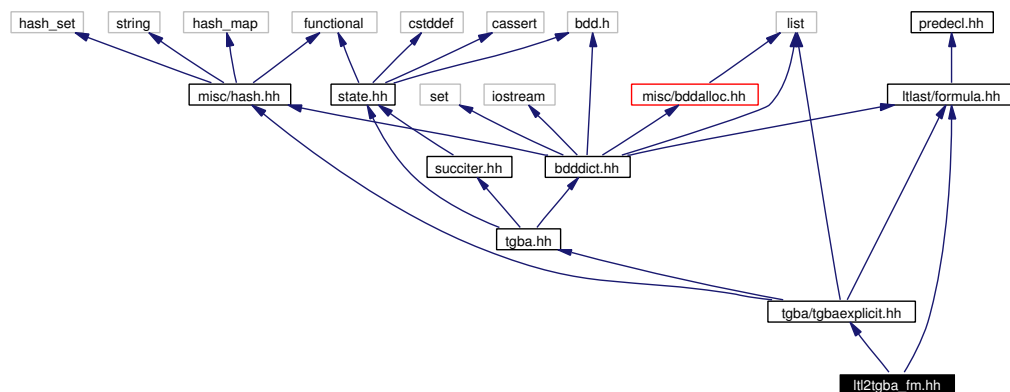 hash_set
string
hash_map
functional
cstddef
cassert
bdd.h
list
predecl.hh
misc/hash.hh
state.hh
set
iostream
misc/bddalloc.hh
ltlast/formula.hh
succiter.hh
bdddict.hh
tgba.hh
tgba/tgbaexplicit.hh
ltl2tgba_fm.hh